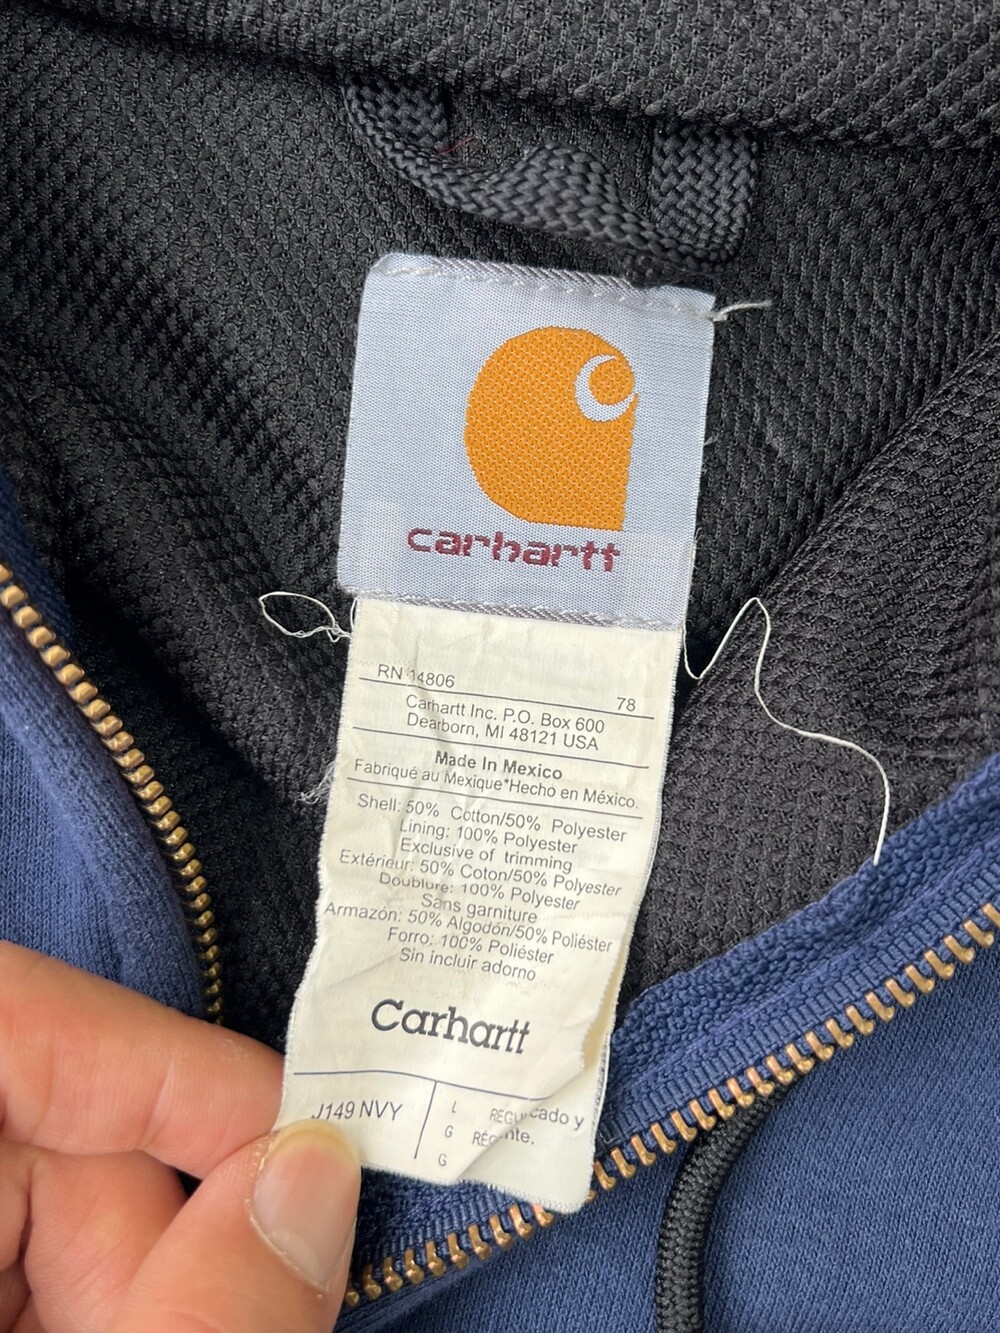 carhartt
RN 14806
78
Carhartt Inc. P.O. Box 600
Dearborn, MI 48121 USA
Made In Mexico
Fabriqué au Mexique*Hecho en México.
Shell: 50% Cotton/50% Polyester
Lining: 100% Polyester
Exclusive of trimming
Extérieur: 50% Coton/50% Polyester
Doublure: 100% Polyester
Sans garniture
Armazón: 50% Algodón/50% Poliéster
Forro: 100% Poliéster
Sin incluir adorno
Carhartt
J149 NVY
L
G
G
cado y
nte.